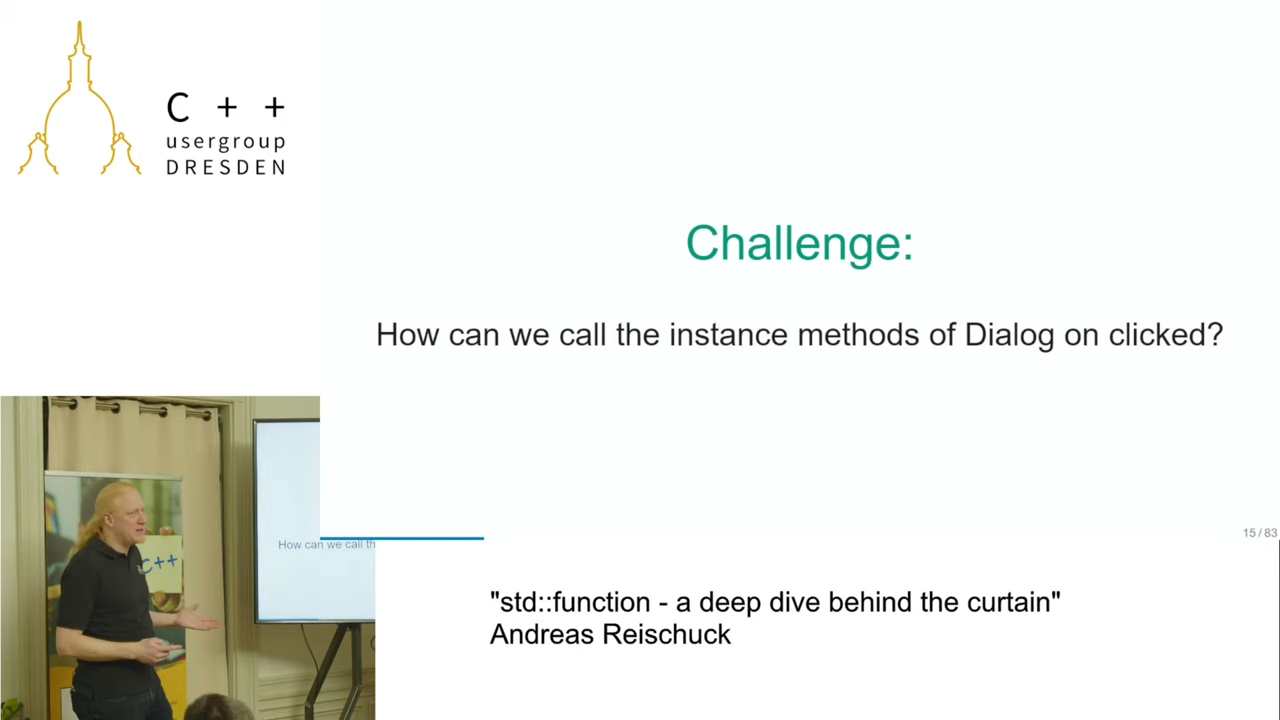 C + +
usergroup
DRESDEN
Challenge:
How can we call the instance methods of Dialog on clicked?
15 / 83
How can we call th
C++
"std::function - a deep dive behind the curtain"
Andreas Reischuck